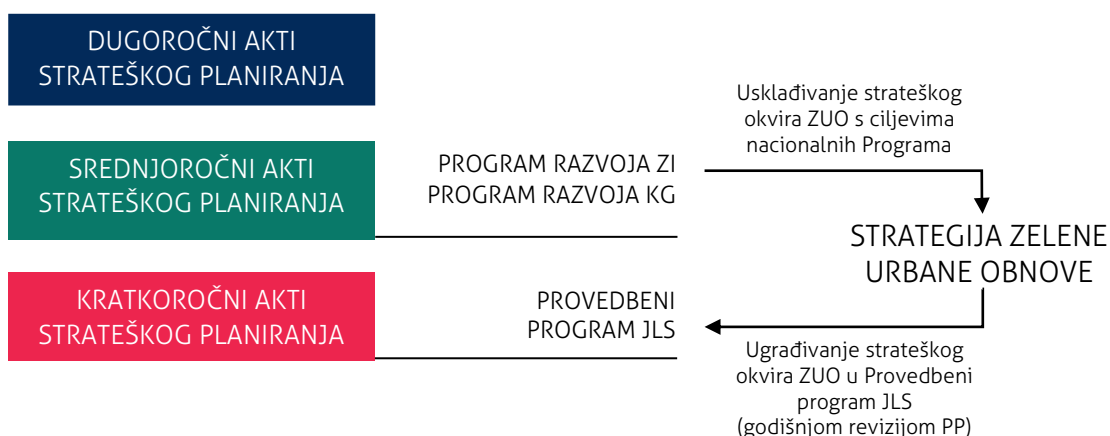 DUGOROČNI AKTI
STRATEŠKOG PLANIRANJA
SREDNJOROČNI AKTI
STRATEŠKOG PLANIRANJA
PROGRAM RAZVOJA ZI
PROGRAM RAZVOJA KG
Usklađivanje strateškog
okvira ZUO s ciljevima
nacionalnih Programa
STRATEGIJA ZELENE
URBANE OBNOVE
KRATKOROČNI AKTI
STRATEŠKOG PLANIRANJA
PROVEDBENI
PROGRAM JLS
Ugrađivanje strateškog
okvira ZUO u Provedbeni
program JLS
(godišnjom revizijom PP)